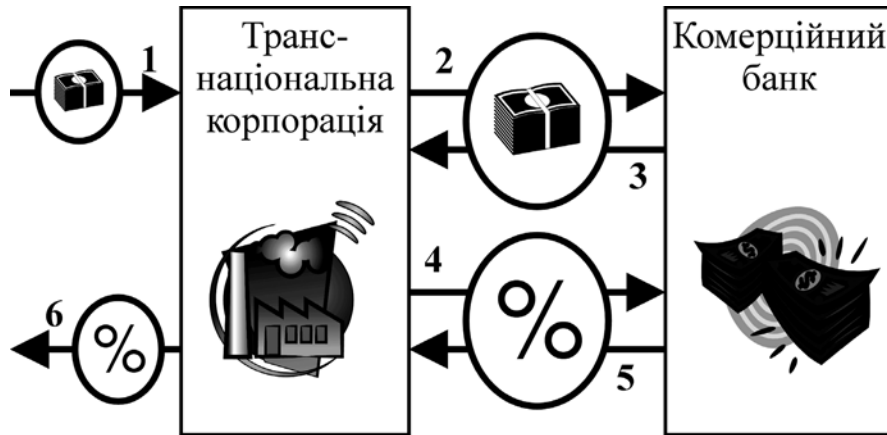 Транс-
національна
корпорація
Комерційний
банк
1
2
3
4
5
6
%
%